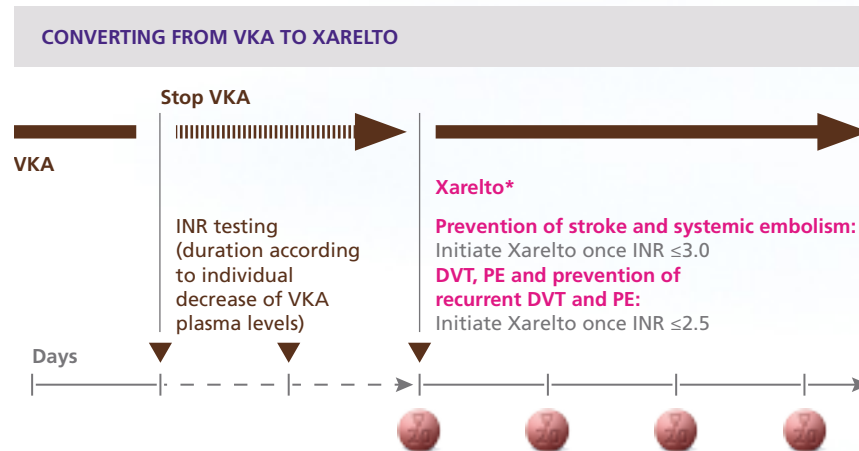 CONVERTING FROM VKA TO XARELTO
Stop VKA
VKA
INR testing
(duration according
to individual
decrease of VKA
plasma levels)
Xarelto*
Prevention of stroke and systemic embolism:
Initiate Xarelto once INR ≤3.0
DVT, PE and prevention of
recurrent DVT and PE:
Initiate Xarelto once INR ≤2.5
Days
20
20
20
20